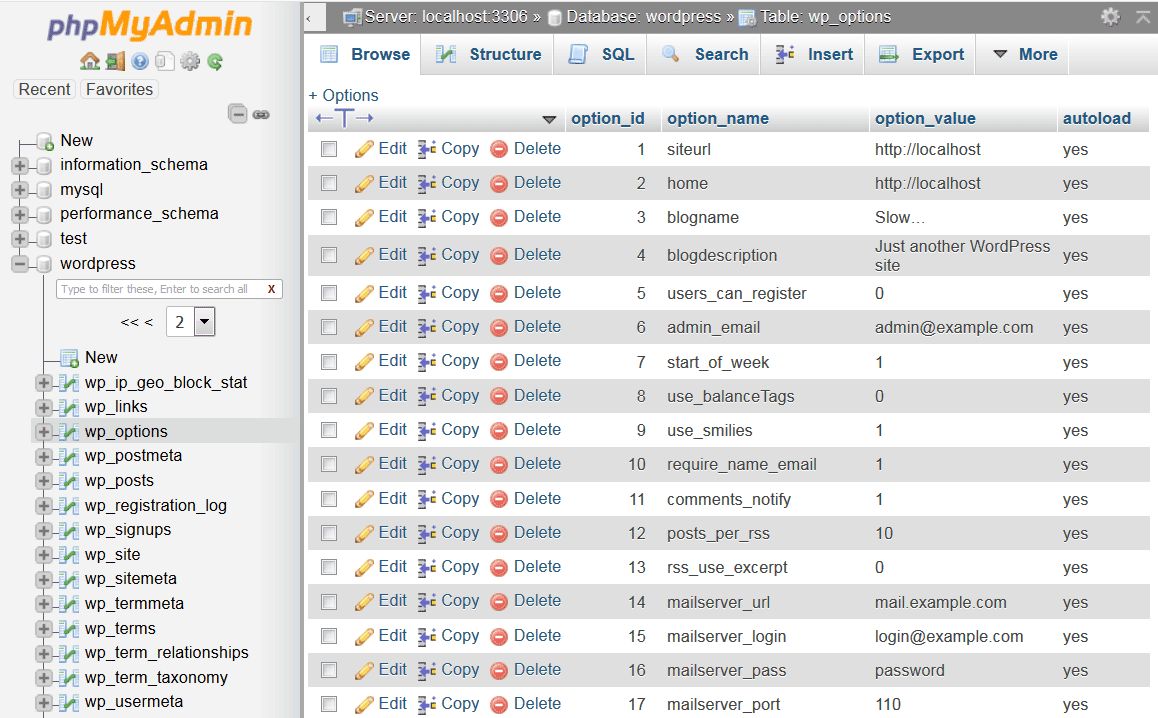 phpMyAdmin
Recent Favorites
New
information_schema
mysql
performance_schema
test
wordpress
Type to filter these, Enter to search all X
<< < 2
New
wp_ip_geo_block_stat
wp_links
wp_options
wp_postmeta
wp_posts
wp_registration_log
wp_signups
wp_site
wp_sitemeta
wp_termmeta
wp_terms
wp_term_relationships
wp_term_taxonomy
wp_usermeta
Server: localhost:3306 » Database: wordpress » Table: wp_options
Browse Structure SQL Search Insert Export More
+ Options
←T→ option_id option_name option_value autoload
Edit Copy Delete 1 siteurl http://localhost yes
Edit Copy Delete 2 home http://localhost yes
Edit Copy Delete 3 blogname Slow... yes
Edit Copy Delete 4 blogdescription Just another WordPress
site yes
Edit Copy Delete 5 users_can_register 0 yes
Edit Copy Delete 6 admin_email admin@example.com yes
Edit Copy Delete 7 start_of_week 1 yes
Edit Copy Delete 8 use_balanceTags 0 yes
Edit Copy Delete 9 use_smilies 1 yes
Edit Copy Delete 10 require_name_email 1 yes
Edit Copy Delete 11 comments_notify 1 yes
Edit Copy Delete 12 posts_per_rss 10 yes
Edit Copy Delete 13 rss_use_excerpt 0 yes
Edit Copy Delete 14 mailserver_url mail.example.com yes
Edit Copy Delete 15 mailserver_login login@example.com yes
Edit Copy Delete 16 mailserver_pass password yes
Edit Copy Delete 17 mailserver_port 110 yes